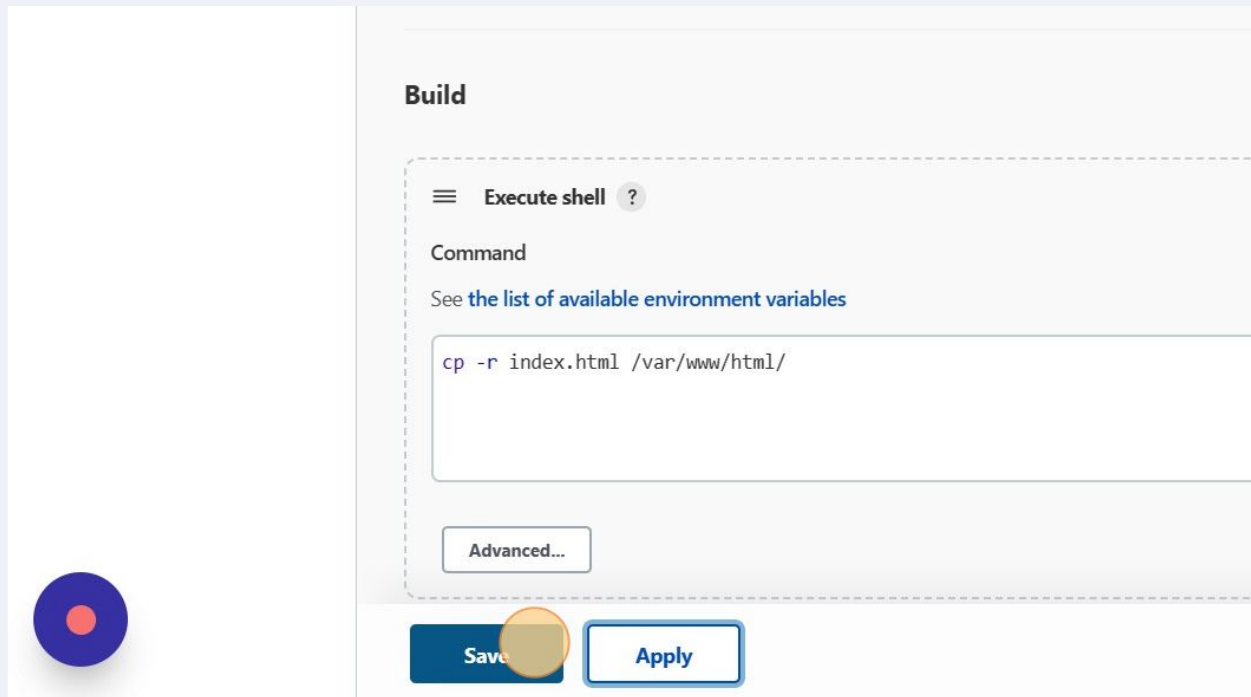 Build
Execute shell ?
Command
See the list of available environment variables
cp -r index.html /var/www/html/
Advanced...
Save Apply